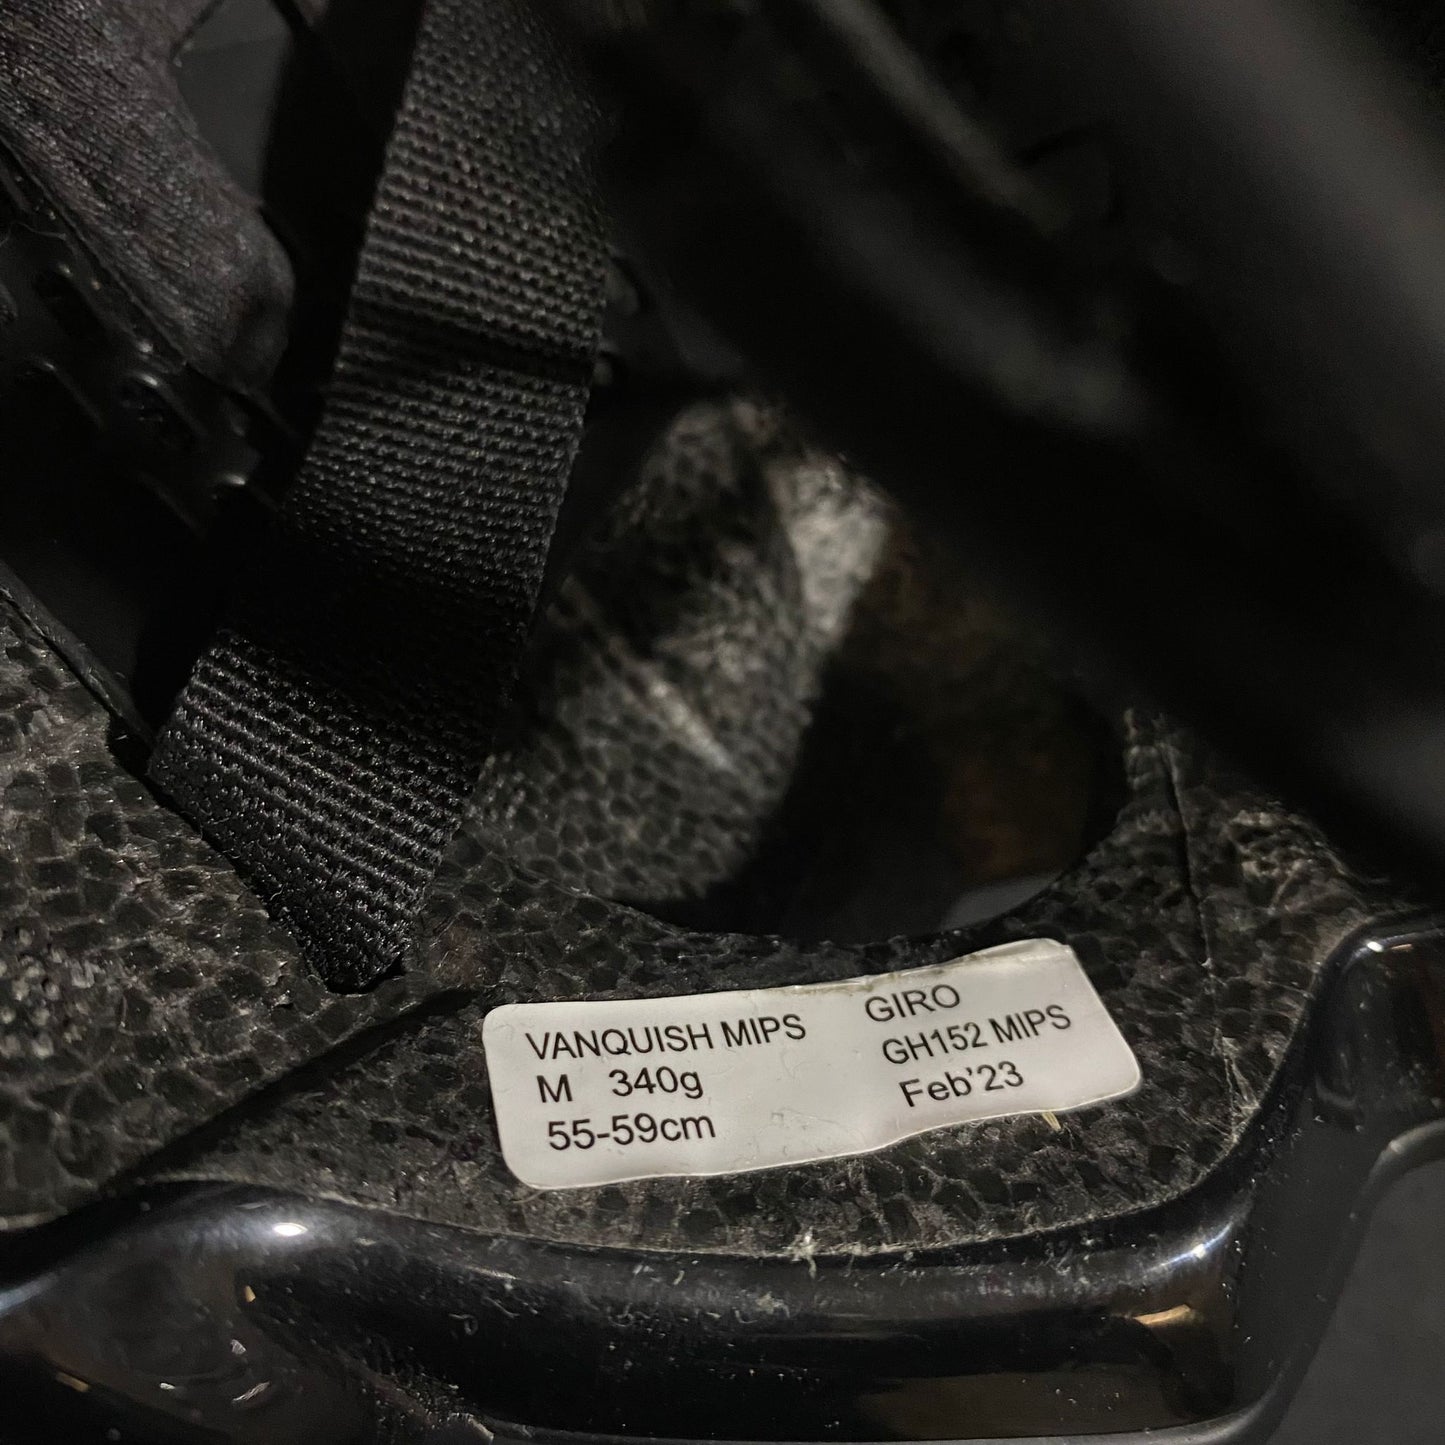 VANQUISH MIPS
M 340g
55-59cm
GIRO
GH152 MIPS
Feb'23